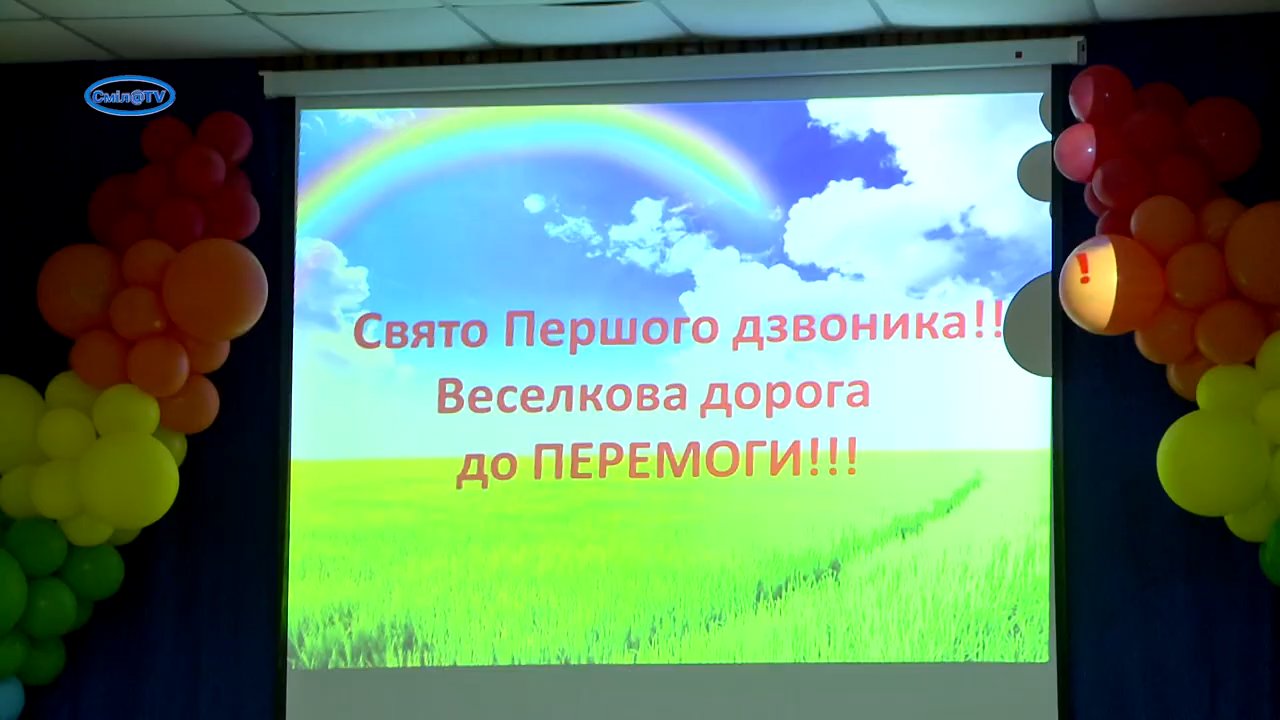 Сміл@TV
Свято Першого дзвоника!!!
Веселкова дорога
до ПЕРЕМОГИ!!!